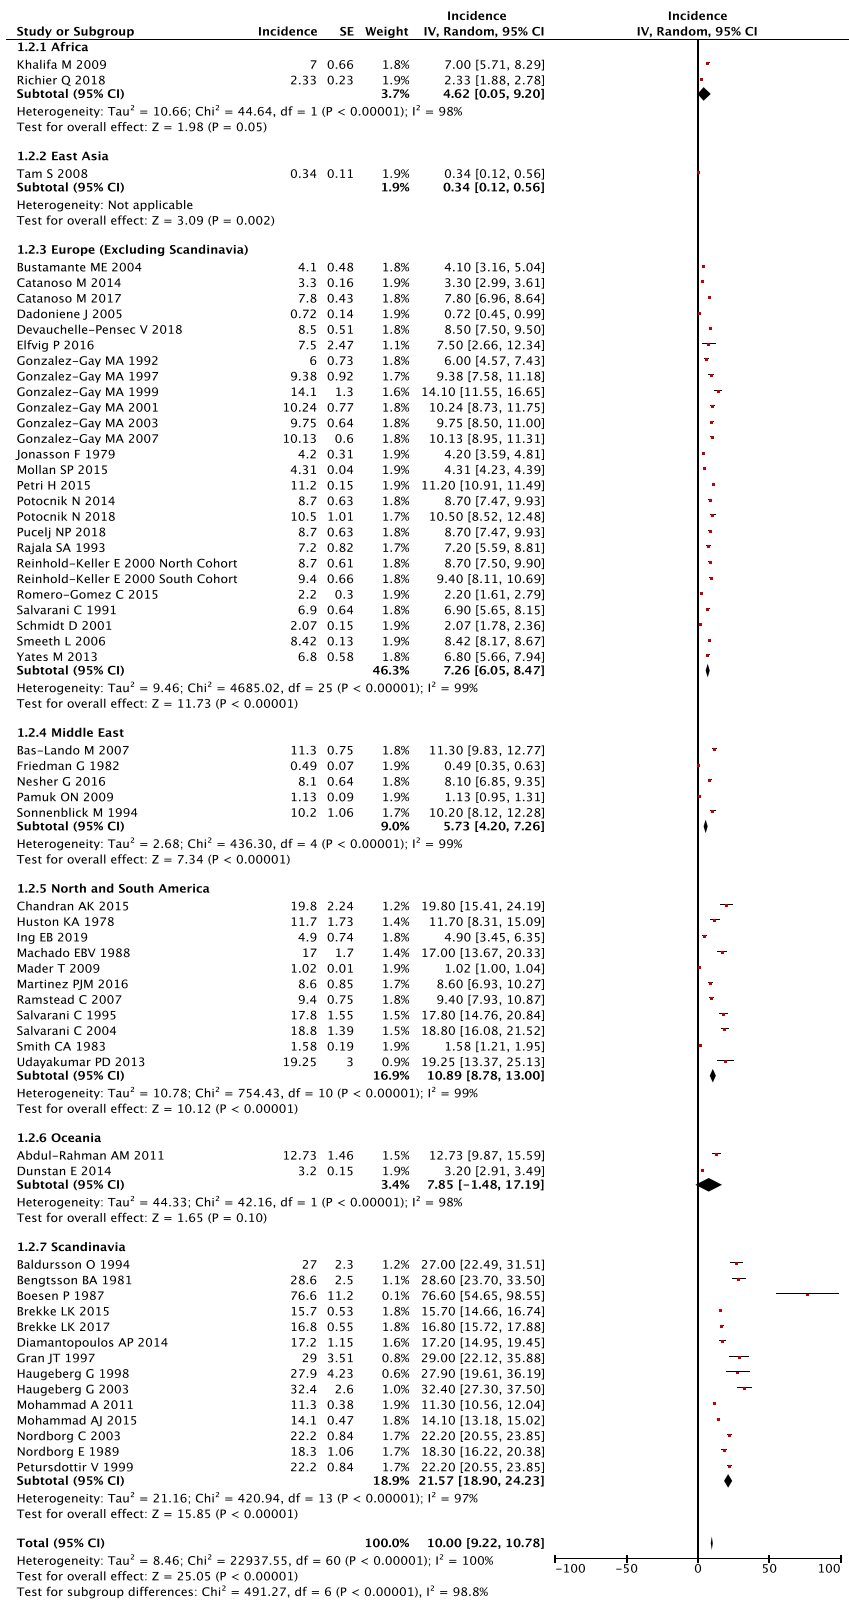 Incidence Incidence
Study or Subgroup Incidence SE Weight IV, Random, 95% CI IV, Random, 95% CI
1.2.1 Africa
Khalifa M 2009 7 0.66 1.8% 7.00 [5.71, 8.29]
Richier Q 2018 2.33 0.23 1.9% 2.33 [1.88, 2.78]
Subtotal (95% CI) 3.7% 4.62 [0.05, 9.20]
Heterogeneity: Tau² = 10.66; Chi² = 44.64, df = 1 (P < 0.00001); I² = 98%
Test for overall effect: Z = 1.98 (P = 0.05)
1.2.2 East Asia
Tam S 2008 0.34 0.11 1.9% 0.34 [0.12, 0.56]
Subtotal (95% CI) 1.9% 0.34 [0.12, 0.56]
Heterogeneity: Not applicable
Test for overall effect: Z = 3.09 (P = 0.002)
1.2.3 Europe (Excluding Scandinavia)
Bustamante ME 2004 4.1 0.48 1.8% 4.10 [3.16, 5.04]
Catanoso M 2014 3.3 0.16 1.9% 3.30 [2.99, 3.61]
Catanoso M 2017 7.8 0.43 1.8% 7.80 [6.96, 8.64]
Dadoniene J 2005 0.72 0.14 1.9% 0.72 [0.45, 0.99]
Devauchelle-Pensec V 2018 8.5 0.51 1.8% 8.50 [7.50, 9.50]
Elfvig P 2016 7.5 2.47 1.1% 7.50 [2.66, 12.34]
Gonzalez-Gay MA 1992 6 0.73 1.8% 6.00 [4.57, 7.43]
Gonzalez-Gay MA 1997 9.38 0.92 1.7% 9.38 [7.58, 11.18]
Gonzalez-Gay MA 1999 14.1 1.3 1.6% 14.10 [11.55, 16.65]
Gonzalez-Gay MA 2001 10.24 0.77 1.8% 10.24 [8.73, 11.75]
Gonzalez-Gay MA 2003 9.75 0.64 1.8% 9.75 [8.50, 11.00]
Gonzalez-Gay MA 2007 10.13 0.6 1.8% 10.13 [8.95, 11.31]
Jonasson F 1979 4.2 0.31 1.9% 4.20 [3.59, 4.81]
Mollan SP 2015 4.31 0.04 1.9% 4.31 [4.23, 4.39]
Petri H 2015 11.2 0.15 1.9% 11.20 [10.91, 11.49]
Potocnik N 2014 8.7 0.63 1.8% 8.70 [7.47, 9.93]
Potocnik N 2018 10.5 1.01 1.7% 10.50 [8.52, 12.48]
Pucelj NP 2018 8.7 0.63 1.8% 8.70 [7.47, 9.93]
Rajala SA 1993 7.2 0.82 1.7% 7.20 [5.59, 8.81]
Reinhold-Keller E 2000 North Cohort 8.7 0.61 1.8% 8.70 [7.50, 9.90]
Reinhold-Keller E 2000 South Cohort 9.4 0.66 1.8% 9.40 [8.11, 10.69]
Romero-Gomez C 2015 2.2 0.3 1.9% 2.20 [1.61, 2.79]
Salvarani C 1991 6.9 0.64 1.8% 6.90 [5.65, 8.15]
Schmidt D 2001 2.07 0.15 1.9% 2.07 [1.78, 2.36]
Smeeth L 2006 8.42 0.13 1.9% 8.42 [8.17, 8.67]
Yates M 2013 6.8 0.58 1.8% 6.80 [5.66, 7.94]
Subtotal (95% CI) 46.3% 7.26 [6.05, 8.47]
Heterogeneity: Tau² = 9.46; Chi² = 4685.02, df = 25 (P < 0.00001); I² = 99%
Test for overall effect: Z = 11.73 (P < 0.00001)
1.2.4 Middle East
Bas-Lando M 2007 11.3 0.75 1.8% 11.30 [9.83, 12.77]
Friedman G 1982 0.49 0.07 1.9% 0.49 [0.35, 0.63]
Nesher G 2016 8.1 0.64 1.8% 8.10 [6.85, 9.35]
Pamuk ON 2009 1.13 0.09 1.9% 1.13 [0.95, 1.31]
Sonnenblick M 1994 10.2 1.06 1.7% 10.20 [8.12, 12.28]
Subtotal (95% CI) 9.0% 5.73 [4.20, 7.26]
Heterogeneity: Tau² = 2.68; Chi² = 436.30, df = 4 (P < 0.00001); I² = 99%
Test for overall effect: Z = 7.34 (P < 0.00001)
1.2.5 North and South America
Chandran AK 2015 19.8 2.24 1.2% 19.80 [15.41, 24.19]
Huston KA 1978 11.7 1.73 1.4% 11.70 [8.31, 15.09]
Ing EB 2019 4.9 0.74 1.8% 4.90 [3.45, 6.35]
Machado EBV 1988 17 1.7 1.4% 17.00 [13.67, 20.33]
Mader T 2009 1.02 0.01 1.9% 1.02 [1.00, 1.04]
Martinez PJM 2016 8.6 0.85 1.7% 8.60 [6.93, 10.27]
Ramstead C 2007 9.4 0.75 1.8% 9.40 [7.93, 10.87]
Salvarani C 1995 17.8 1.55 1.5% 17.80 [14.76, 20.84]
Salvarani C 2004 18.8 1.39 1.5% 18.80 [16.08, 21.52]
Smith CA 1983 1.58 0.19 1.9% 1.58 [1.21, 1.95]
Udayakumar PD 2013 19.25 3 0.9% 19.25 [13.37, 25.13]
Subtotal (95% CI) 16.9% 10.89 [8.78, 13.00]
Heterogeneity: Tau² = 10.78; Chi² = 754.43, df = 10 (P < 0.00001); I² = 99%
Test for overall effect: Z = 10.12 (P < 0.00001)
1.2.6 Oceania
Abdul-Rahman AM 2011 12.73 1.46 1.5% 12.73 [9.87, 15.59]
Dunstan E 2014 3.2 0.15 1.9% 3.20 [2.91, 3.49]
Subtotal (95% CI) 3.4% 7.85 [-1.48, 17.19]
Heterogeneity: Tau² = 44.33; Chi² = 42.16, df = 1 (P < 0.00001); I² = 98%
Test for overall effect: Z = 1.65 (P = 0.10)
1.2.7 Scandinavia
Baldursson O 1994 27 2.3 1.2% 27.00 [22.49, 31.51]
Bengtsson BA 1981 28.6 2.5 1.1% 28.60 [23.70, 33.50]
Boesen P 1987 76.6 11.2 0.1% 76.60 [54.65, 98.55]
Brekke LK 2015 15.7 0.53 1.8% 15.70 [14.66, 16.74]
Brekke LK 2017 16.8 0.55 1.8% 16.80 [15.72, 17.88]
Diamantopoulos AP 2014 17.2 1.15 1.6% 17.20 [14.95, 19.45]
Gran JT 1997 29 3.51 0.8% 29.00 [22.12, 35.88]
Haugeberg G 1998 27.9 4.23 0.6% 27.90 [19.61, 36.19]
Haugeberg G 2003 32.4 2.6 1.0% 32.40 [27.30, 37.50]
Mohammad A 2011 11.3 0.38 1.9% 11.30 [10.56, 12.04]
Mohammad AJ 2015 14.1 0.47 1.8% 14.10 [13.18, 15.02]
Nordborg C 2003 22.2 0.84 1.7% 22.20 [20.55, 23.85]
Nordborg E 1989 18.3 1.06 1.7% 18.30 [16.22, 20.38]
Petursdottir V 1999 22.2 0.84 1.7% 22.20 [20.55, 23.85]
Subtotal (95% CI) 18.9% 21.57 [18.90, 24.23]
Heterogeneity: Tau² = 21.16; Chi² = 420.94, df = 13 (P < 0.00001); I² = 97%
Test for overall effect: Z = 15.85 (P < 0.00001)
Total (95% CI) 100.0% 10.00 [9.22, 10.78]
Heterogeneity: Tau² = 8.46; Chi² = 22937.55, df = 60 (P < 0.00001); I² = 100%
-100 -50 0 50 100
Test for overall effect: Z = 25.05 (P < 0.00001)
Test for subgroup differences: Chi² = 491.27, df = 6 (P < 0.00001), I² = 98.8%